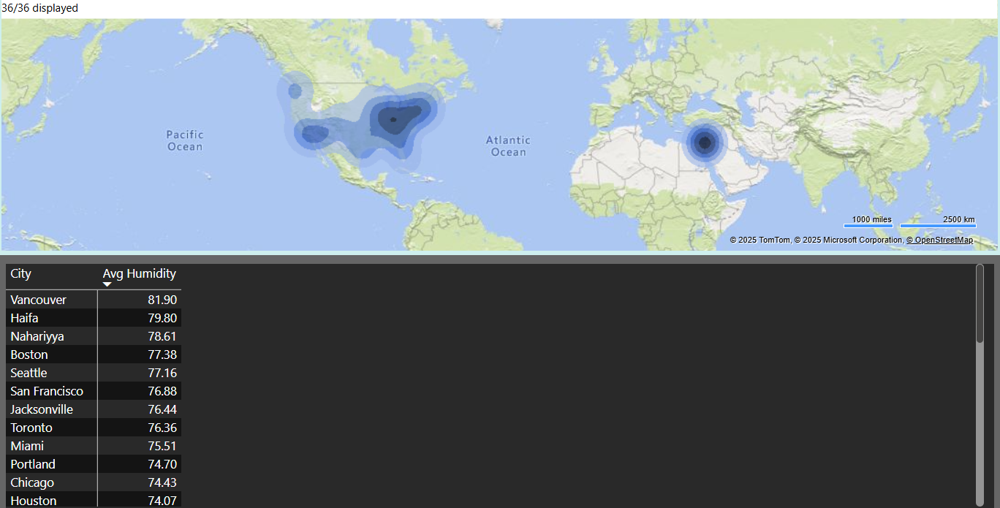 36/36 displayed
Pacific
Ocean
Atlantic
Ocean
1000 miles 2500 km
© 2025 TomTom, © 2025 Microsoft Corporation, © OpenStreetMap
City Avg Humidity
Vancouver 81.90
Haifa 79.80
Nahariyya 78.61
Boston 77.38
Seattle 77.16
San Francisco 76.88
Jacksonville 76.44
Toronto 76.36
Miami 75.51
Portland 74.70
Chicago 74.43
Houston 74.07